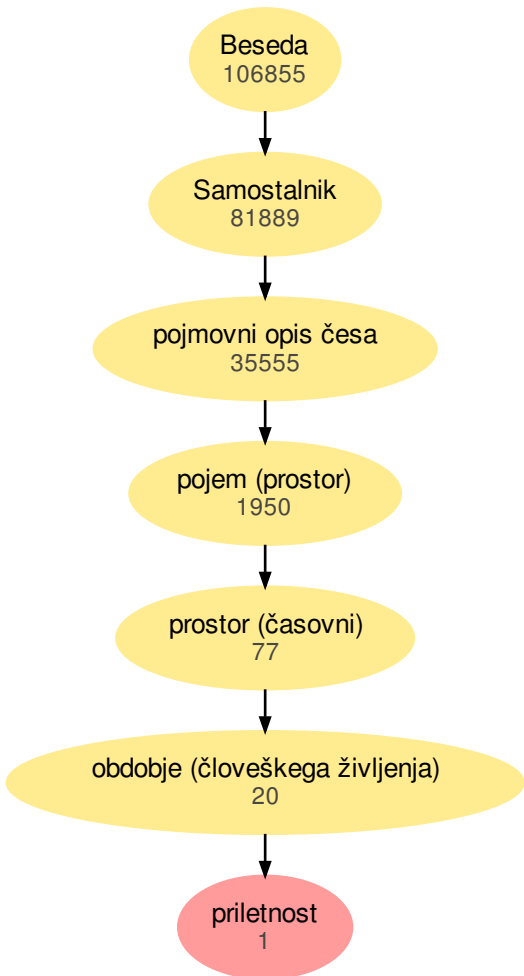 Beseda
106855
Samostalnik
81889
pojmovni opis česa
35555
pojem (prostor)
1950
prostor (časovni)
77
obdobje (človeškega življenja)
20
priletnost
1